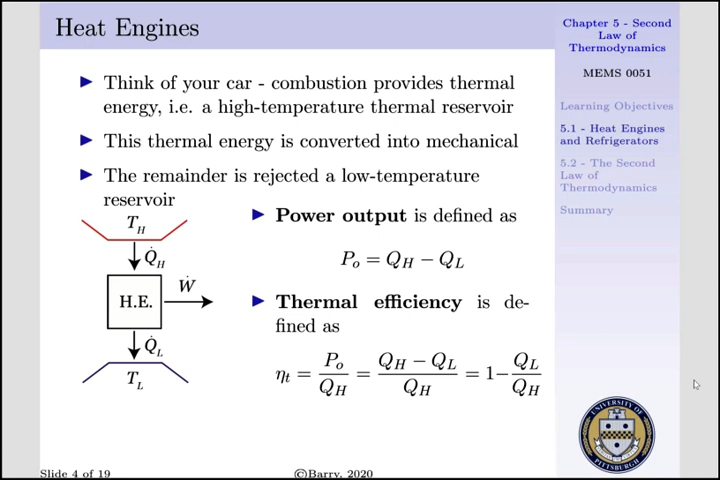 Heat Engines
Chapter 5 - Second
Law of
Thermodynamics
MEMS 0051
Learning Objectives
5.1 - Heat Engines
and Refrigerators
5.2 - The Second
Law of
Thermodynamics
Summary
▶ Think of your car - combustion provides thermal
energy, i.e. a high-temperature thermal reservoir
▶ This thermal energy is converted into mechanical
▶ The remainder is rejected a low-temperature
reservoir
T_H
Q̇_H
Ẇ
H.E.
Q̇_L
T_L
▶ Power output is defined as
P_o = Q_H − Q_L
▶ Thermal efficiency is de-
fined as
η_t = P_o/Q_H = (Q_H − Q_L)/Q_H = 1 − Q_L/Q_H
UNIVERSITY OF
PITTSBURGH
Slide 4 of 19
©Barry, 2020